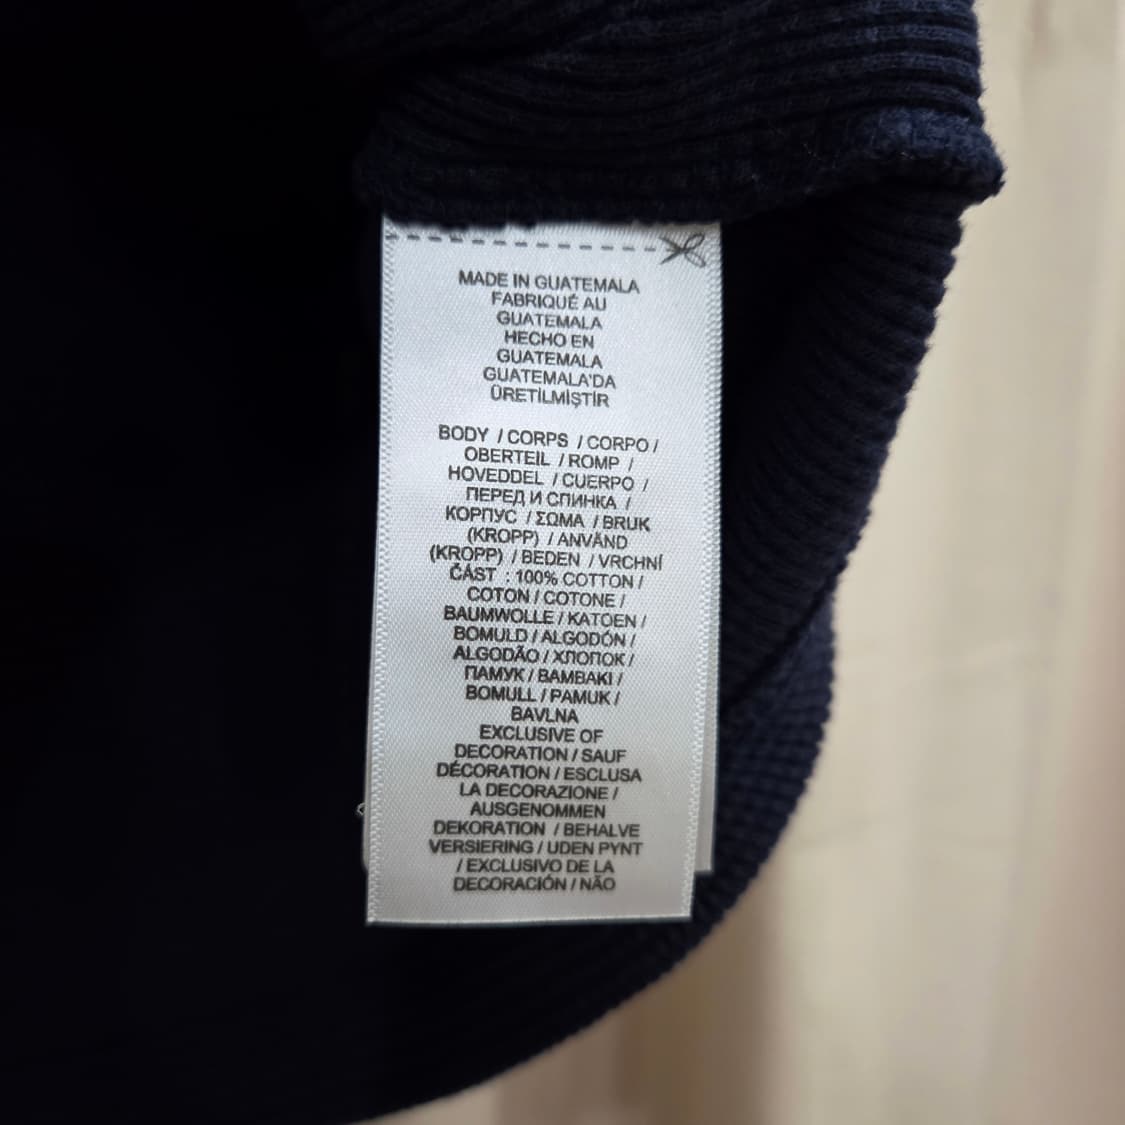 MADE IN GUATEMALA
FABRIQUÉ AU
GUATEMALA
HECHO EN
GUATEMALA
GUATEMALA'DA
ÜRETİLMİŞTİR
BODY / CORPS / CORPO /
OBERTEIL / ROMP /
HOVEDDEL / CUERPO /
ПЕРЕД И СПИНКА /
КОРПУС / ΣΩΜΑ / BRUK
(KROPP) / ANVÄND
(KROPP) / BEDEN / VRCHNÍ
ČÁST : 100% COTTON /
COTON / COTONE /
BAUMWOLLE / KATOEN /
BOMULD / ALGODÓN /
ALGODÃO / ХЛОПОК /
ПАМУК / BAMBAKI /
BOMULL / PAMUK /
BAVLNA
EXCLUSIVE OF
DECORATION / SAUF
DÉCORATION / ESCLUSA
LA DECORAZIONE /
AUSGENOMMEN
DEKORATION / BEHALVE
VERSIERING / UDEN PYNT
/ EXCLUSIVO DE LA
DECORACIÓN / NÃO